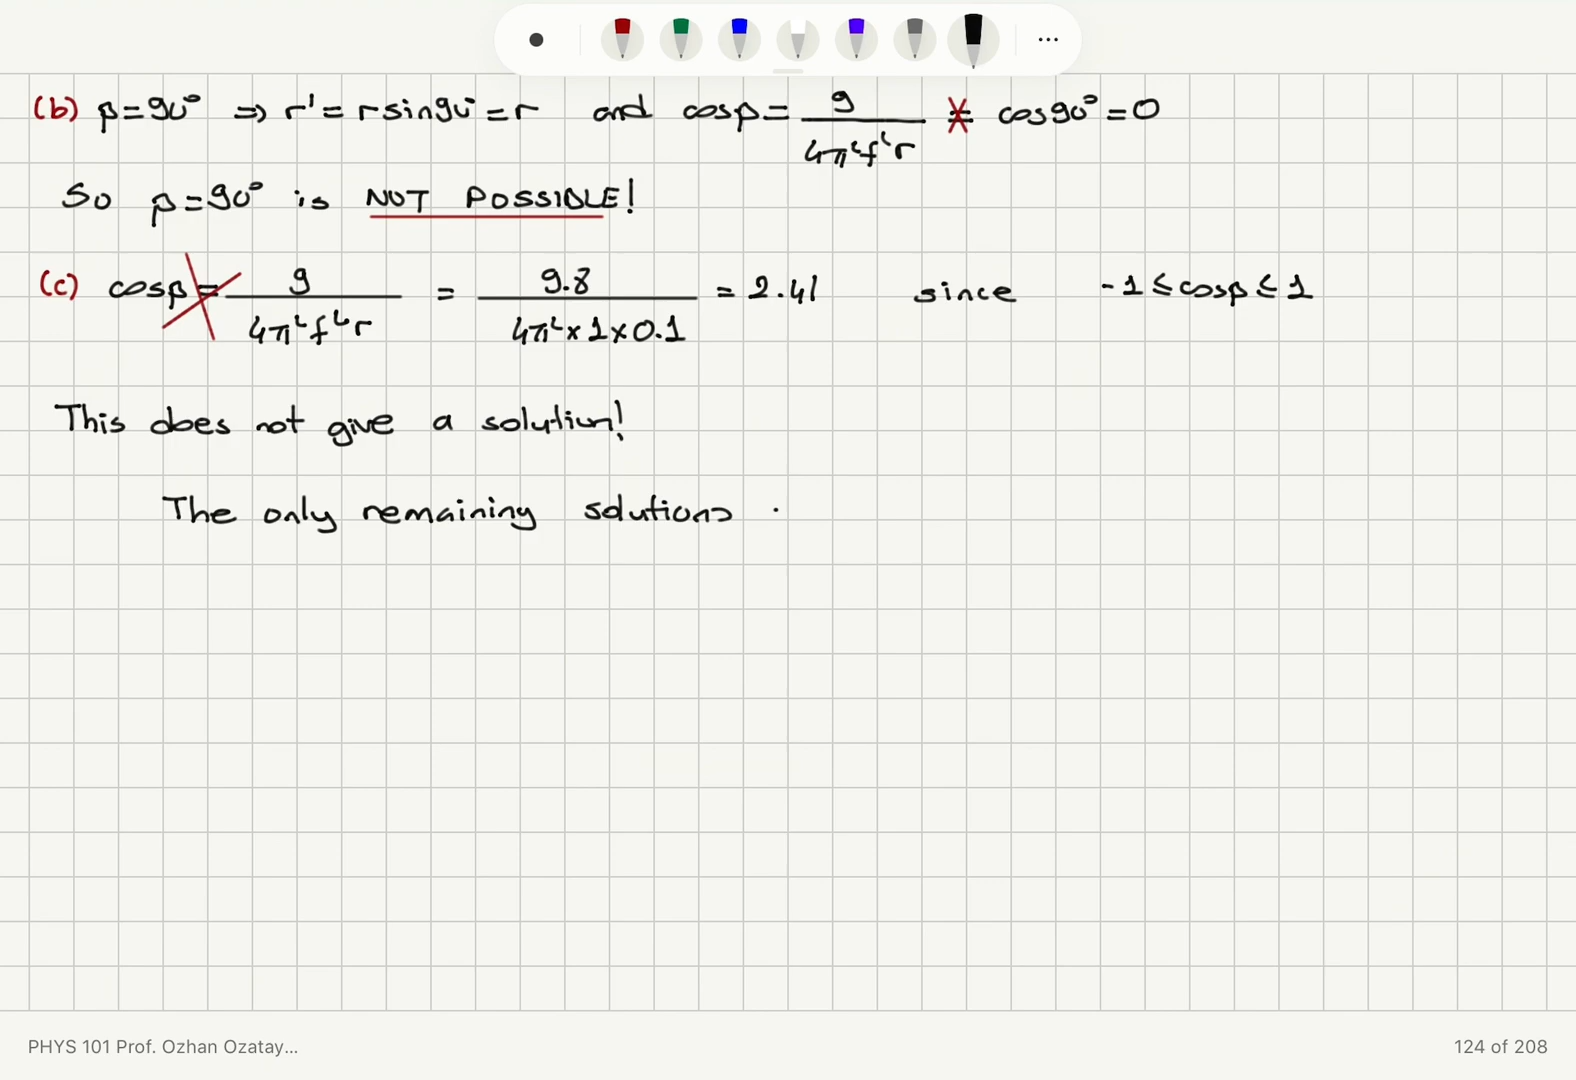 (b) β=90° ⇒ r'=r sin90°=r and cosβ= g/4π²f²r ≠ cos90°=0
So β=90° is NOT POSSIBLE!
(c) cosβ = g/4π²f²r = 9.8/4π²×1×0.1 = 2.41 since -1≤cosβ≤1
This does not give a solution!
The only remaining solutions
PHYS 101 Prof. Ozhan Ozatay... 124 of 208